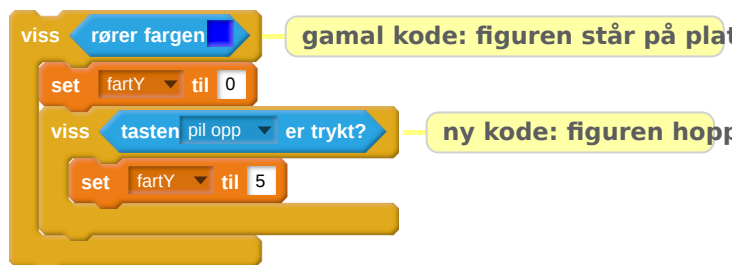 viss rører fargen gamal kode: figuren står på plat
set fartY til 0
viss tasten pil opp er trykt? ny kode: figuren hopp
set fartY til 5